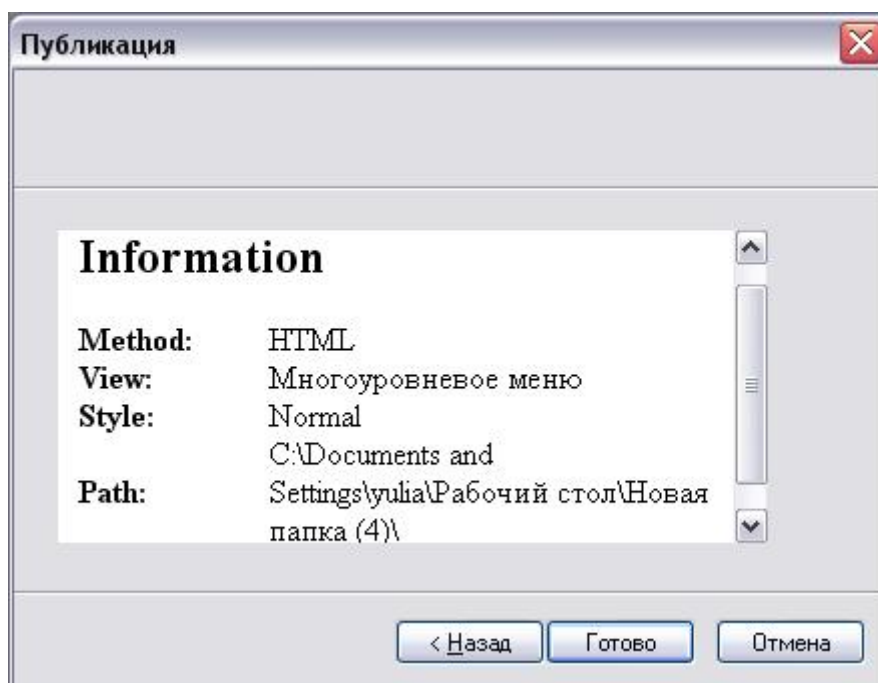 Публикация
Information
Method: HTML
View: Многоуровневое меню
Style: Normal
C:\Documents and
Path: Settings\yulia\Рабочий стол\Новая
папка (4)\
< Назад Готово Отмена